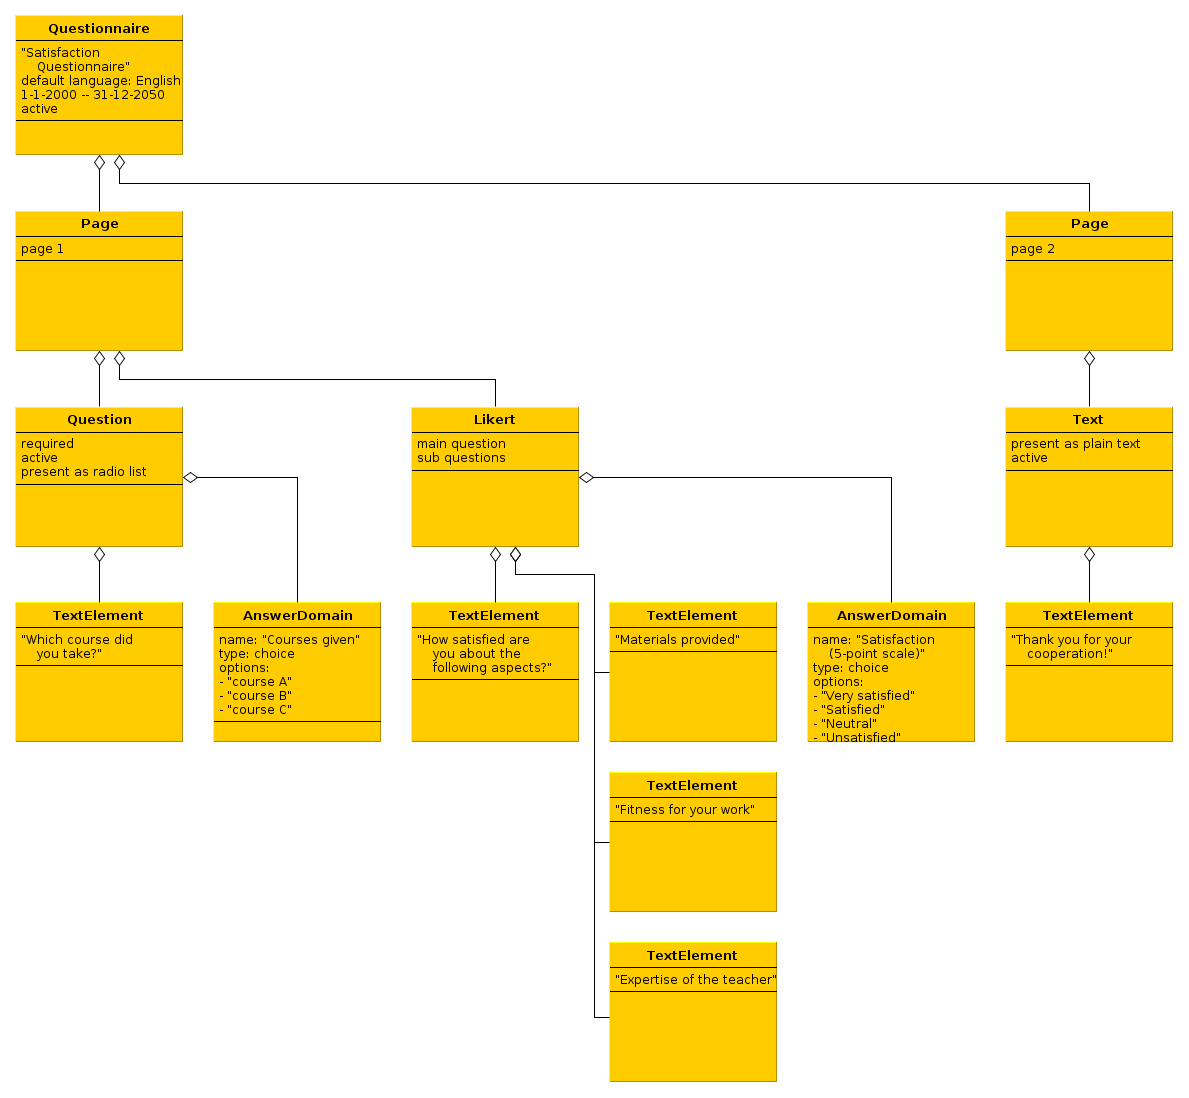 Questionnaire
"Satisfaction
Questionnaire"
default language: English
1-1-2000 -- 31-12-2050
active
Page
page 1
Page
page 2
Question
required
active
present as radio list
Likert
main question
sub questions
Text
present as plain text
active
TextElement
"Which course did
you take?"
AnswerDomain
name: "Courses given"
type: choice
options:
- "course A"
- "course B"
- "course C"
TextElement
"How satisfied are
you about the
following aspects?"
TextElement
"Materials provided"
AnswerDomain
name: "Satisfaction
(5-point scale)"
type: choice
options:
- "Very satisfied"
- "Satisfied"
- "Neutral"
- "Unsatisfied"
TextElement
"Thank you for your
cooperation!"
TextElement
"Fitness for your work"
TextElement
"Expertise of the teacher"